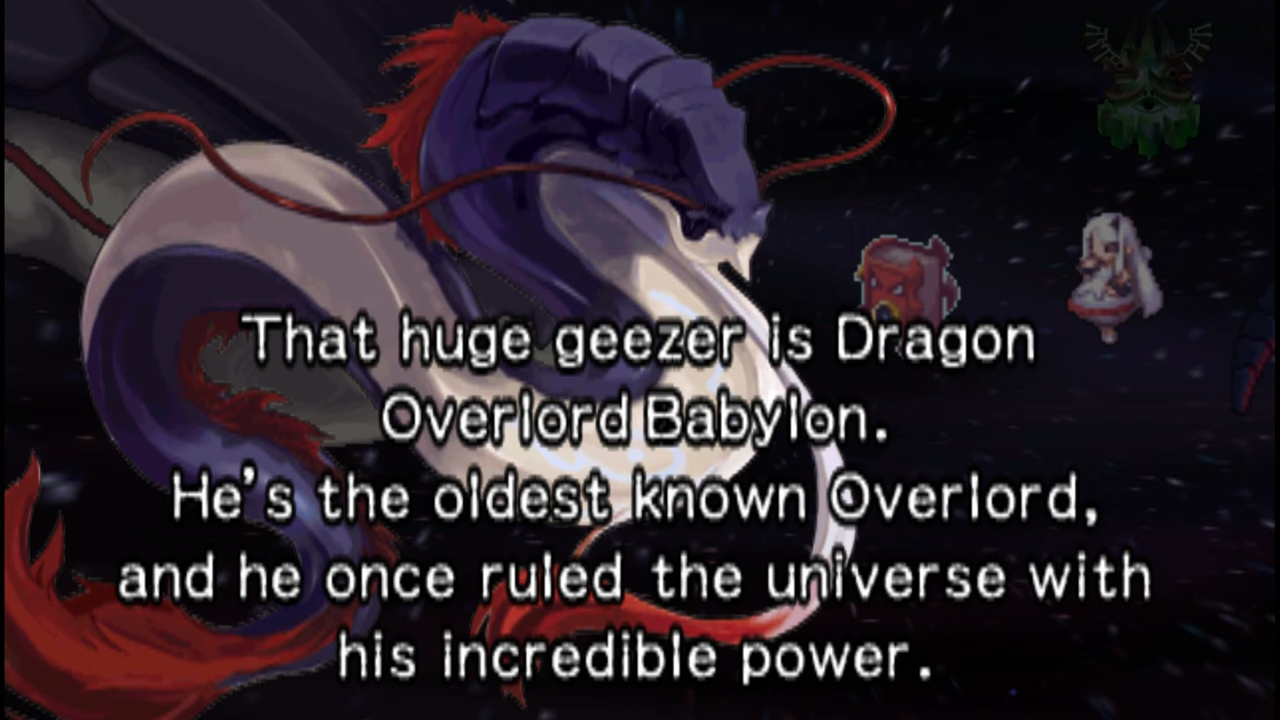 That huge geezer is Dragon
Overlord Babylon.
He's the oldest known Overlord,
and he once ruled the universe with
his incredible power.